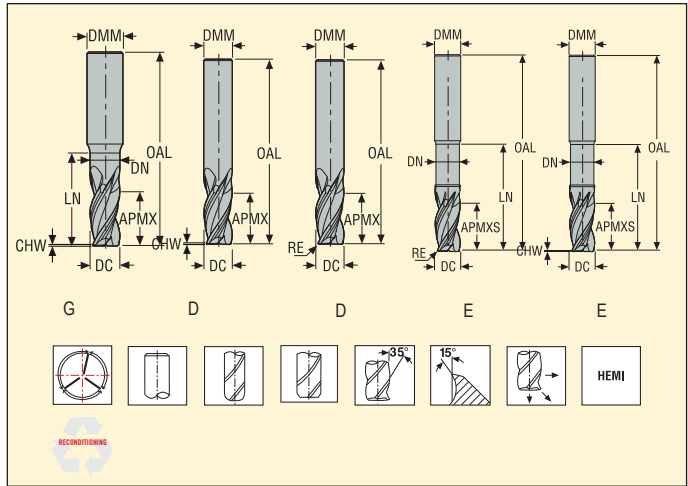 DMM DMM DMM DMM DMM
OAL OAL OAL OAL OAL
DN DN DN
LN LN LN
APMX APMX APMX APMXS APMXS
CHW CHW RE RE CHW
DC DC DC DC DC
G D D E E
35° 15° HEMI
RECONDITIONING